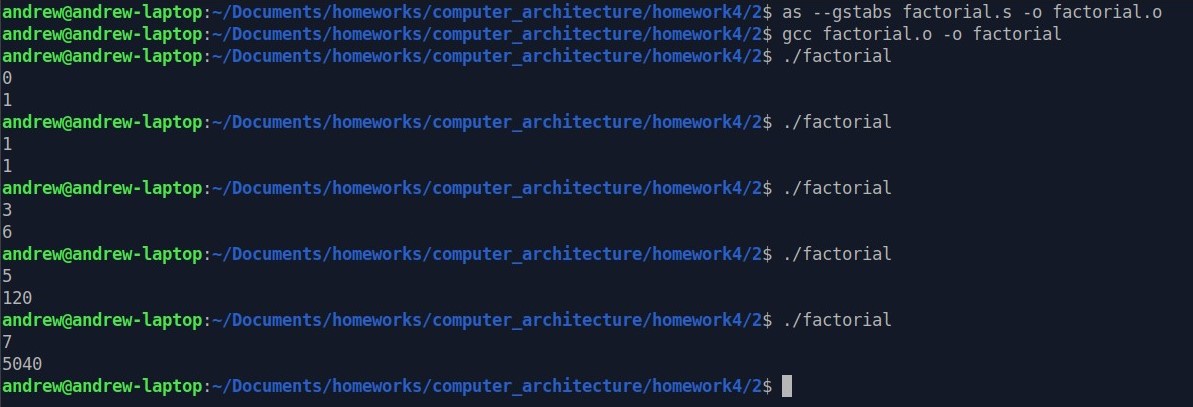 andrew@andrew-laptop:~/Documents/homeworks/computer_architecture/homework4/2$ as --gstabs factorial.s -o factorial.o
andrew@andrew-laptop:~/Documents/homeworks/computer_architecture/homework4/2$ gcc factorial.o -o factorial
andrew@andrew-laptop:~/Documents/homeworks/computer_architecture/homework4/2$ ./factorial
0
1
andrew@andrew-laptop:~/Documents/homeworks/computer_architecture/homework4/2$ ./factorial
1
1
andrew@andrew-laptop:~/Documents/homeworks/computer_architecture/homework4/2$ ./factorial
3
6
andrew@andrew-laptop:~/Documents/homeworks/computer_architecture/homework4/2$ ./factorial
5
120
andrew@andrew-laptop:~/Documents/homeworks/computer_architecture/homework4/2$ ./factorial
7
5040
andrew@andrew-laptop:~/Documents/homeworks/computer_architecture/homework4/2$